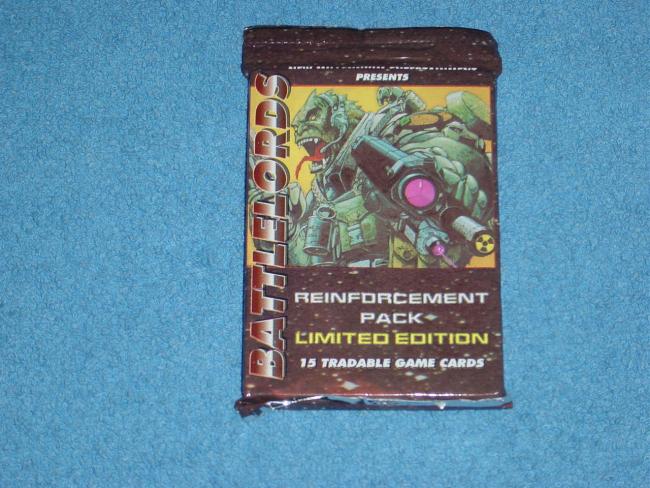 PRESENTS
BATTLELORDS
REINFORCEMENT
PACK
LIMITED EDITION
15 TRADABLE GAME CARDS